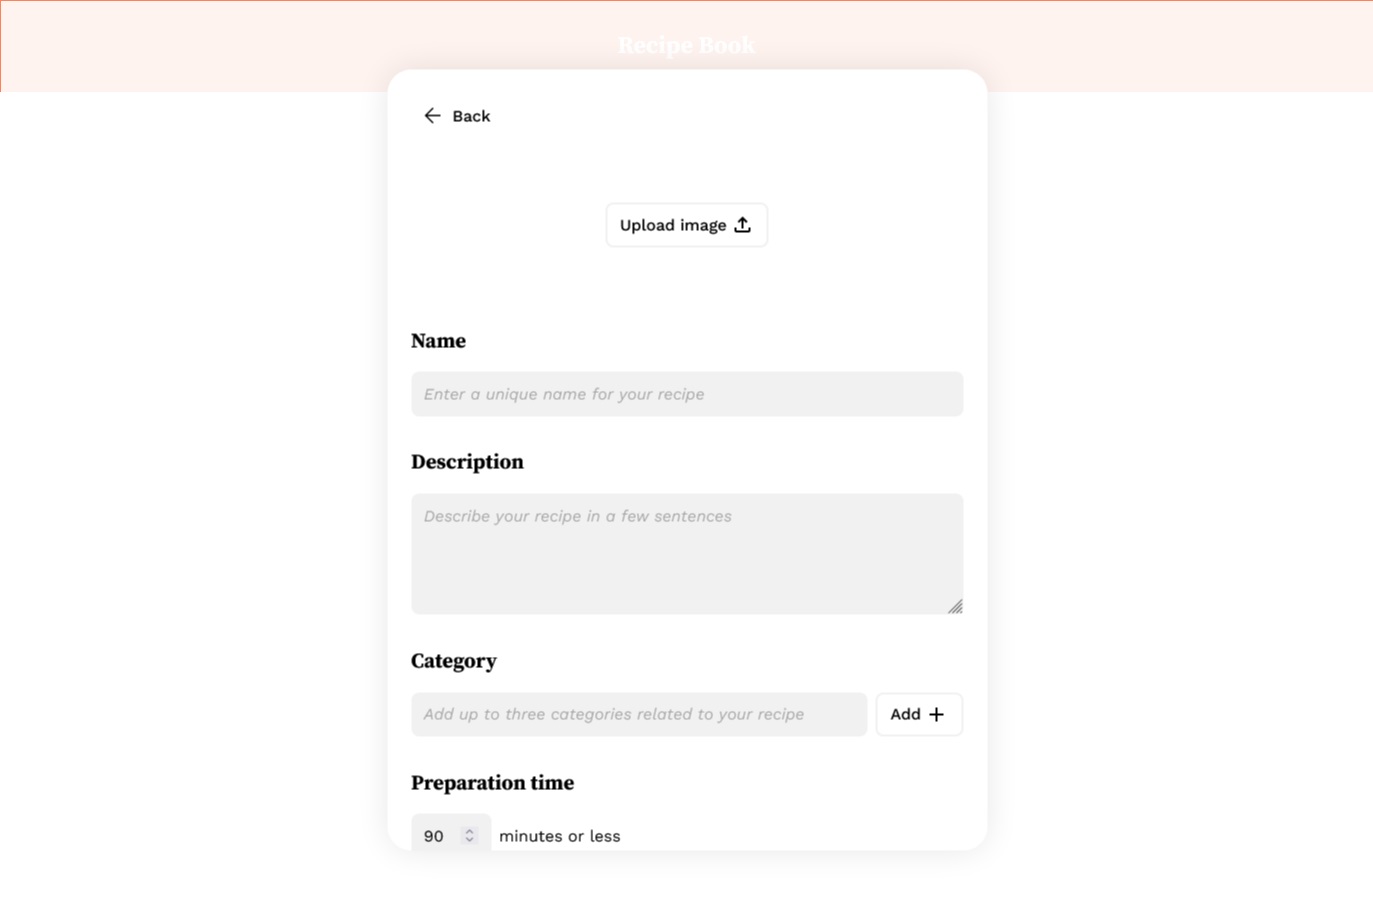 Recipe Book
Back
Upload image
Name
Enter a unique name for your recipe
Description
Describe your recipe in a few sentences
Category
Add up to three categories related to your recipe
Add
Preparation time
90 minutes or less